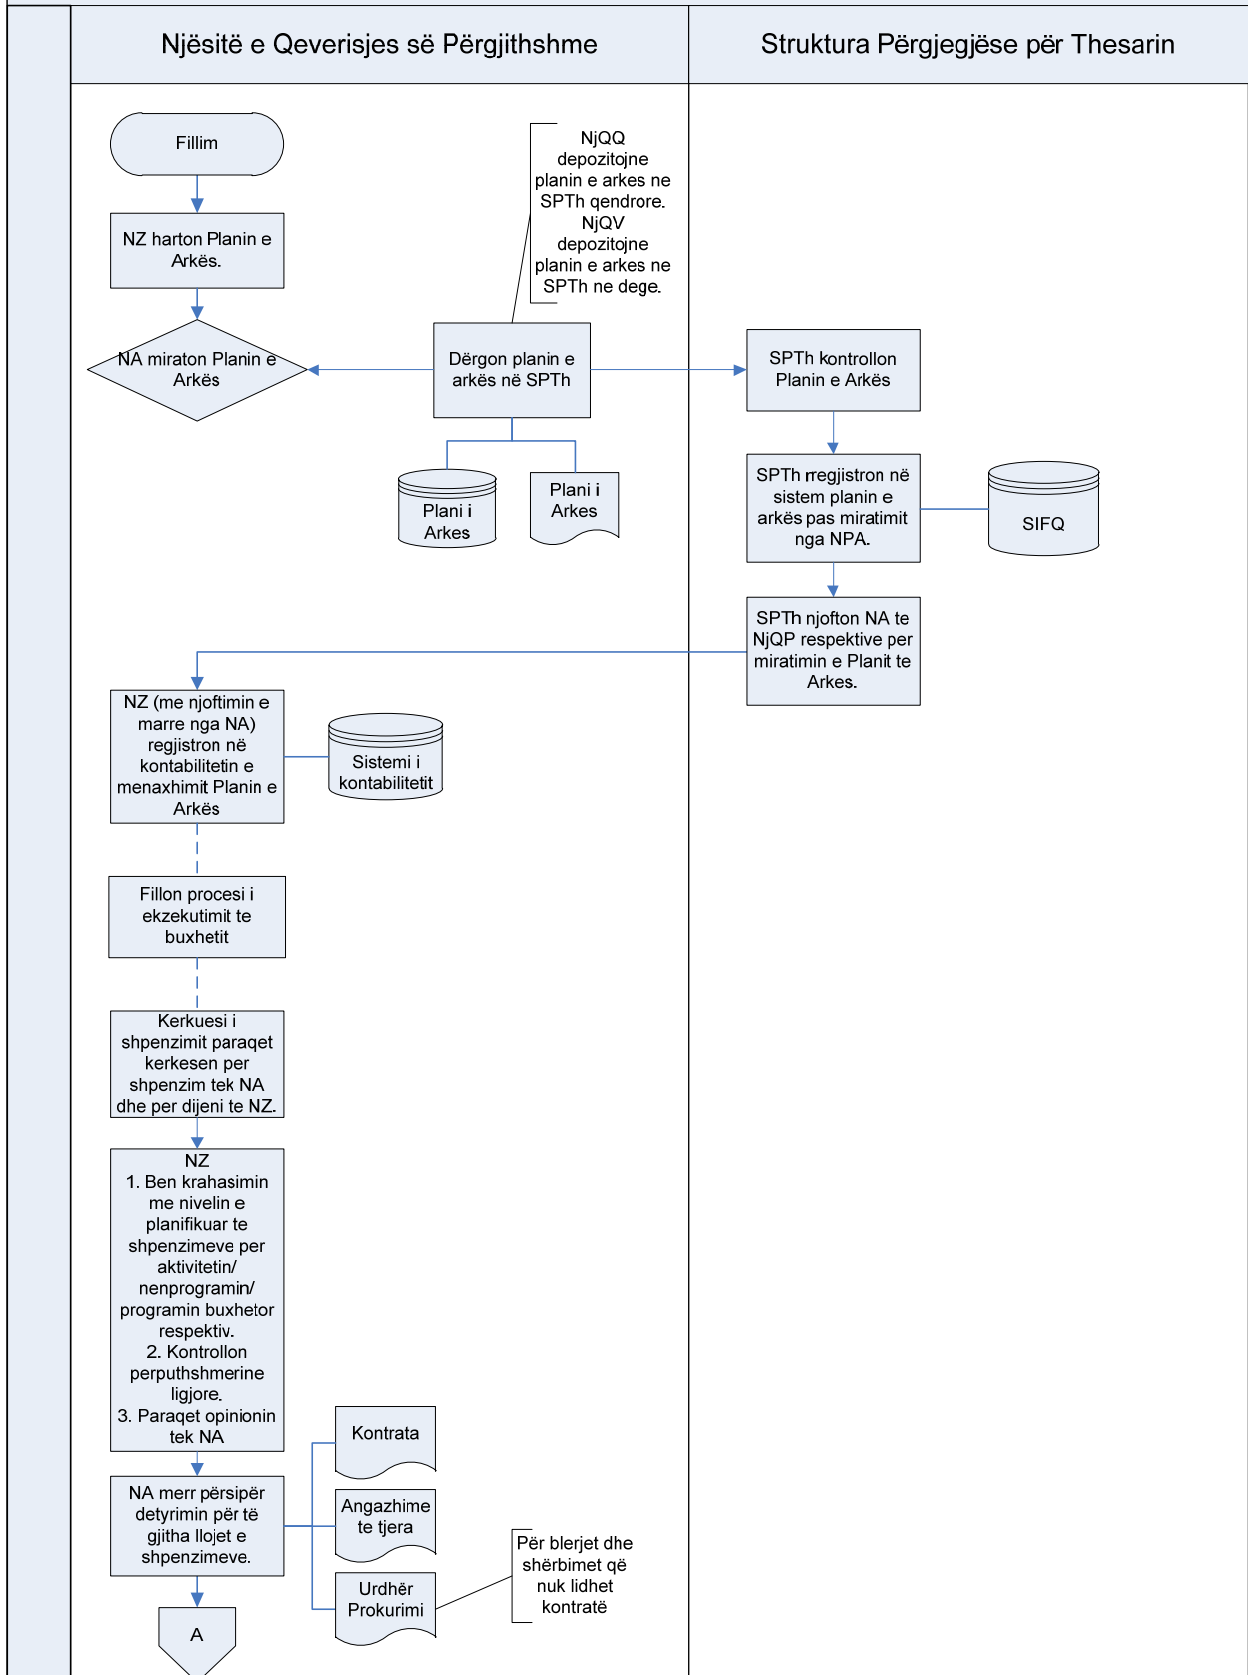 Njësitë e Qeverisjes së Përgjithshme
Struktura Përgjegjëse për Thesarin
Fillim
NZ harton Planin e
Arkës.
NA miraton Planin e
Arkës
NjQQ
depozitojne
planin e arkes ne
SPTh qendrore.
NjQV
depozitojne
planin e arkes ne
SPTh ne dege.
Dërgon planin e
arkës në SPTh
Plani i
Arkes
Plani i
Arkes
SPTh kontrollon
Planin e Arkës
SPTh rregjistron në
sistem planin e
arkës pas miratimit
nga NPA.
SIFQ
SPTh njofton NA te
NjQP respektive per
miratimin e Planit te
Arkes.
NZ (me njoftimin e
marre nga NA)
regjistron në
kontabilitetin e
menaxhimit Planin e
Arkës
Sistemi i
kontabilitetit
Fillon procesi i
ekzekutimit te
buxhetit
Kerkuesi i
shpenzimit paraqet
kerkesen per
shpenzim tek NA
dhe per dijeni te NZ.
NZ
1. Ben krahasimin
me nivelin e
planifikuar te
shpenzimeve per
aktivitetin/
nenprogramin/
programin buxhetor
respektiv.
2. Kontrollon
perputhshmerine
ligjore.
3. Paraqet opinionin
tek NA
NA merr përsipër
detyrimin për të
gjitha llojet e
shpenzimeve.
Kontrata
Angazhime
te tjera
Urdhër
Prokurimi
Për blerjet dhe
shërbimet që
nuk lidhet
kontratë
A